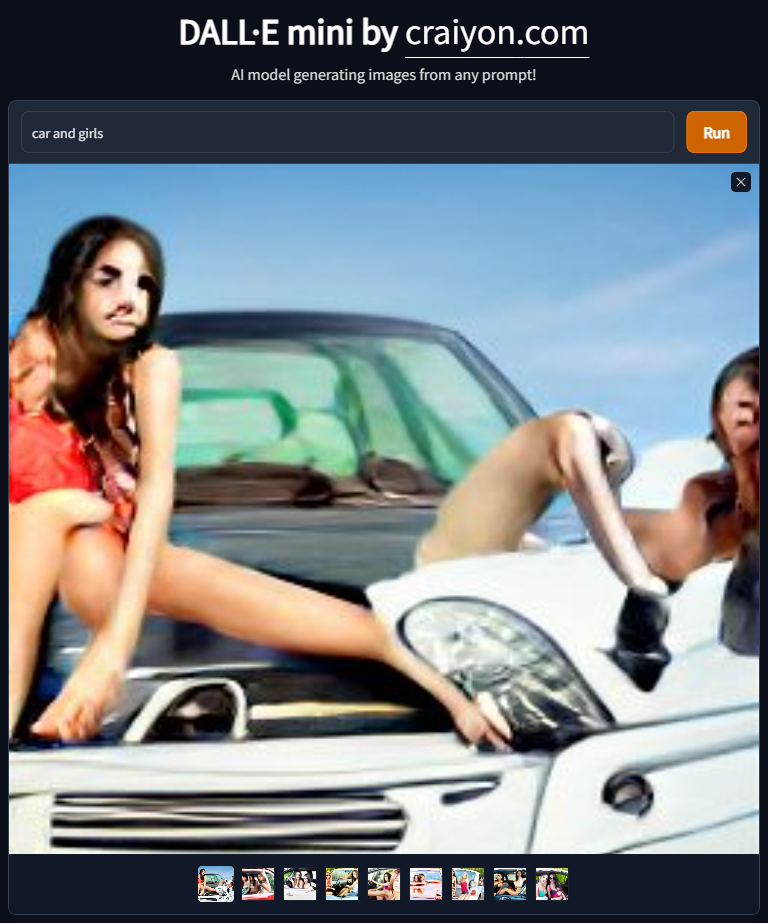 DALL·E mini by craiyon.com
AI model generating images from any prompt!
car and girls
Run